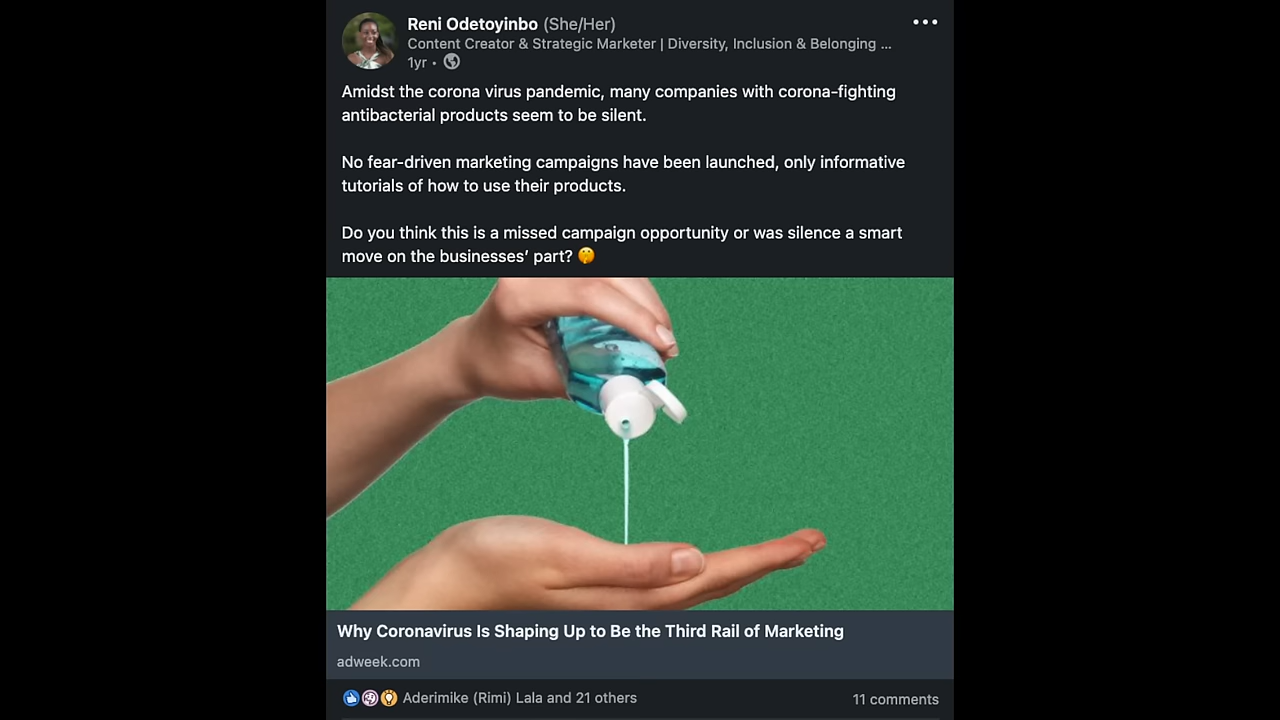 Reni Odetoyinbo (She/Her)
Content Creator & Strategic Marketer | Diversity, Inclusion & Belonging ...
1yr •
Amidst the corona virus pandemic, many companies with corona-fighting
antibacterial products seem to be silent.
No fear-driven marketing campaigns have been launched, only informative
tutorials of how to use their products.
Do you think this is a missed campaign opportunity or was silence a smart
move on the businesses’ part? 🤫
Why Coronavirus Is Shaping Up to Be the Third Rail of Marketing
adweek.com
Aderimike (Rimi) Lala and 21 others
11 comments